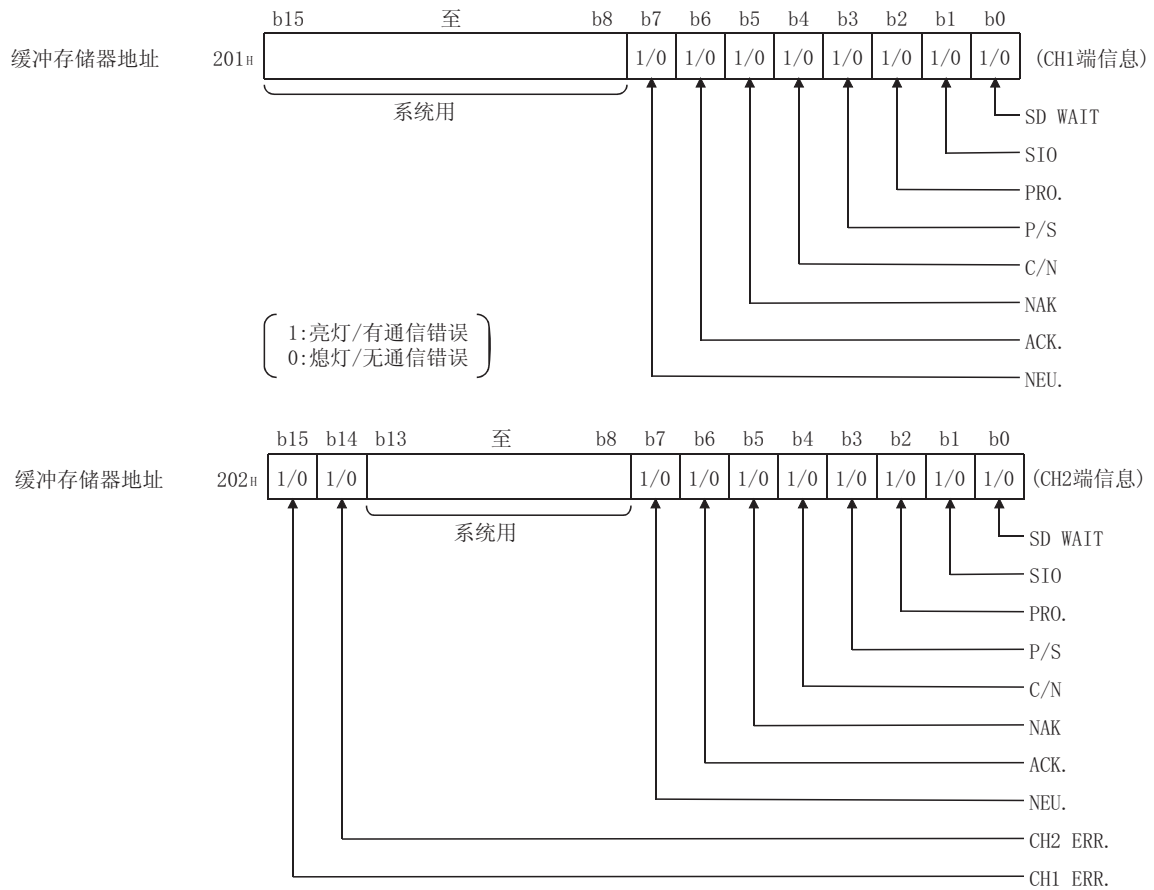 b15 至 b8 b7 b6 b5 b4 b3 b2 b1 b0
缓冲存储器地址 201H 1/0 1/0 1/0 1/0 1/0 1/0 1/0 1/0 (CH1端信息)
系统用
SD WAIT
SIO
PRO.
P/S
C/N
NAK
ACK.
NEU.
1:亮灯/有通信错误
0:熄灯/无通信错误
b15 b14 b13 至 b8 b7 b6 b5 b4 b3 b2 b1 b0
缓冲存储器地址 202H 1/0 1/0 1/0 1/0 1/0 1/0 1/0 1/0 1/0 1/0 (CH2端信息)
系统用
SD WAIT
SIO
PRO.
P/S
C/N
NAK
ACK.
NEU.
CH2 ERR.
CH1 ERR.